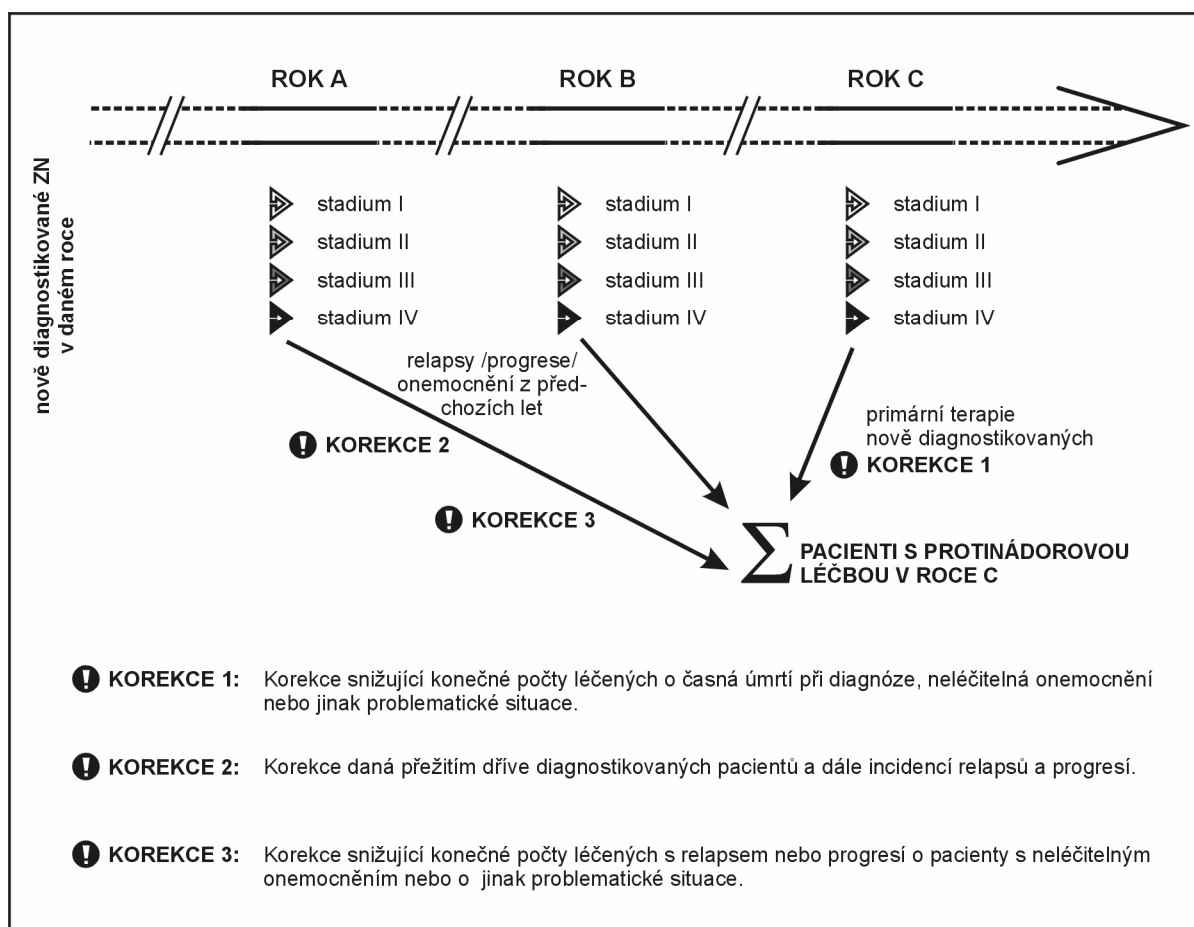 ROK A
ROK B
ROK C
nově diagnostikované ZN
v daném roce
stadium I
stadium II
stadium III
stadium IV
stadium I
stadium II
stadium III
stadium IV
stadium I
stadium II
stadium III
stadium IV
relapsy /progrese/
onemocnění z před-
chozích let
! KOREKCE 2
! KOREKCE 3
primární terapie
nově diagnostikovaných
! KOREKCE 1
Σ PACIENTI S PROTINÁDOROVOU
LÉČBOU V ROCE C
! KOREKCE 1: Korekce snižující konečné počty léčených o časná úmrtí při diagnóze, neléčitelná onemocnění
nebo jinak problematické situace.
! KOREKCE 2: Korekce daná přežitím dříve diagnostikovaných pacientů a dále incidencí relapsů a progresí.
! KOREKCE 3: Korekce snižující konečné počty léčených s relapsem nebo progresí o pacienty s neléčitelným
onemocněním nebo o jinak problematické situace.